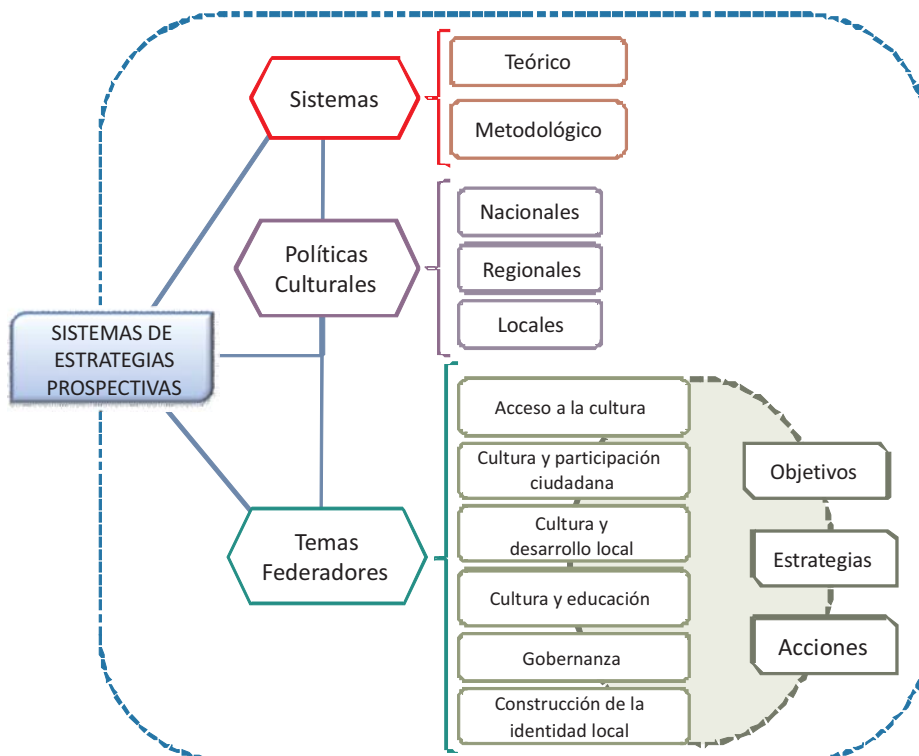 Sistemas
Teórico
Metodológico
Políticas
Culturales
Nacionales
Regionales
Locales
SISTEMAS DE
ESTRATEGIAS
PROSPECTIVAS
Temas
Federadores
Acceso a la cultura
Cultura y participación
ciudadana
Cultura y
desarrollo local
Cultura y educación
Gobernanza
Construcción de la
identidad local
Objetivos
Estrategias
Acciones